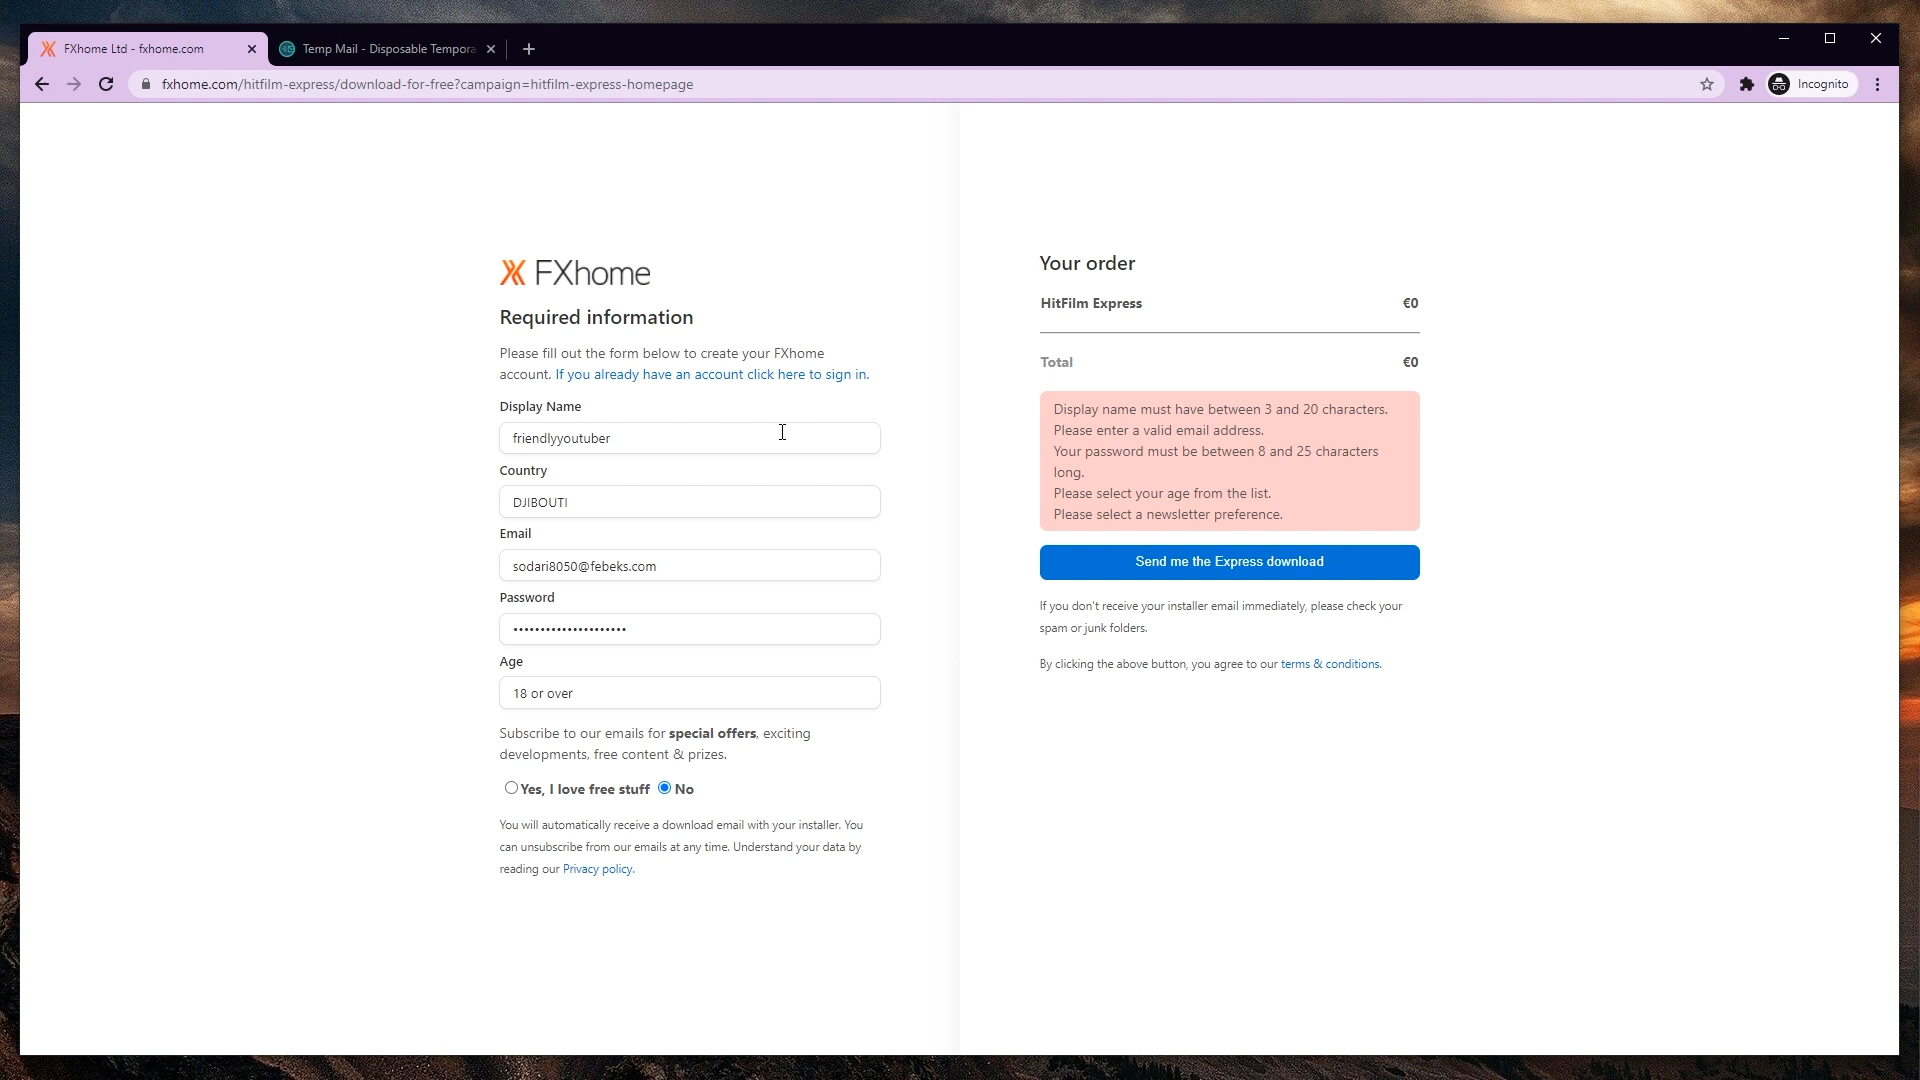 FXhome Ltd - fxhome.com
Temp Mail - Disposable Tempora
fxhome.com/hitfilm-express/download-for-free?campaign=hitfilm-express-homepage
Incognito
FXhome
Required information
Please fill out the form below to create your FXhome
account. If you already have an account click here to sign in.
Display Name
friendlyyoutuber
Country
DJIBOUTI
Email
sodari8050@febeks.com
Password
•••••••••••••••••••••
Age
18 or over
Subscribe to our emails for special offers, exciting
developments, free content & prizes.
Yes, I love free stuff No
You will automatically receive a download email with your installer. You
can unsubscribe from our emails at any time. Understand your data by
reading our Privacy policy.
Your order
HitFilm Express €0
Total €0
Display name must have between 3 and 20 characters.
Please enter a valid email address.
Your password must be between 8 and 25 characters
long.
Please select your age from the list.
Please select a newsletter preference.
Send me the Express download
If you don't receive your installer email immediately, please check your
spam or junk folders.
By clicking the above button, you agree to our terms & conditions.